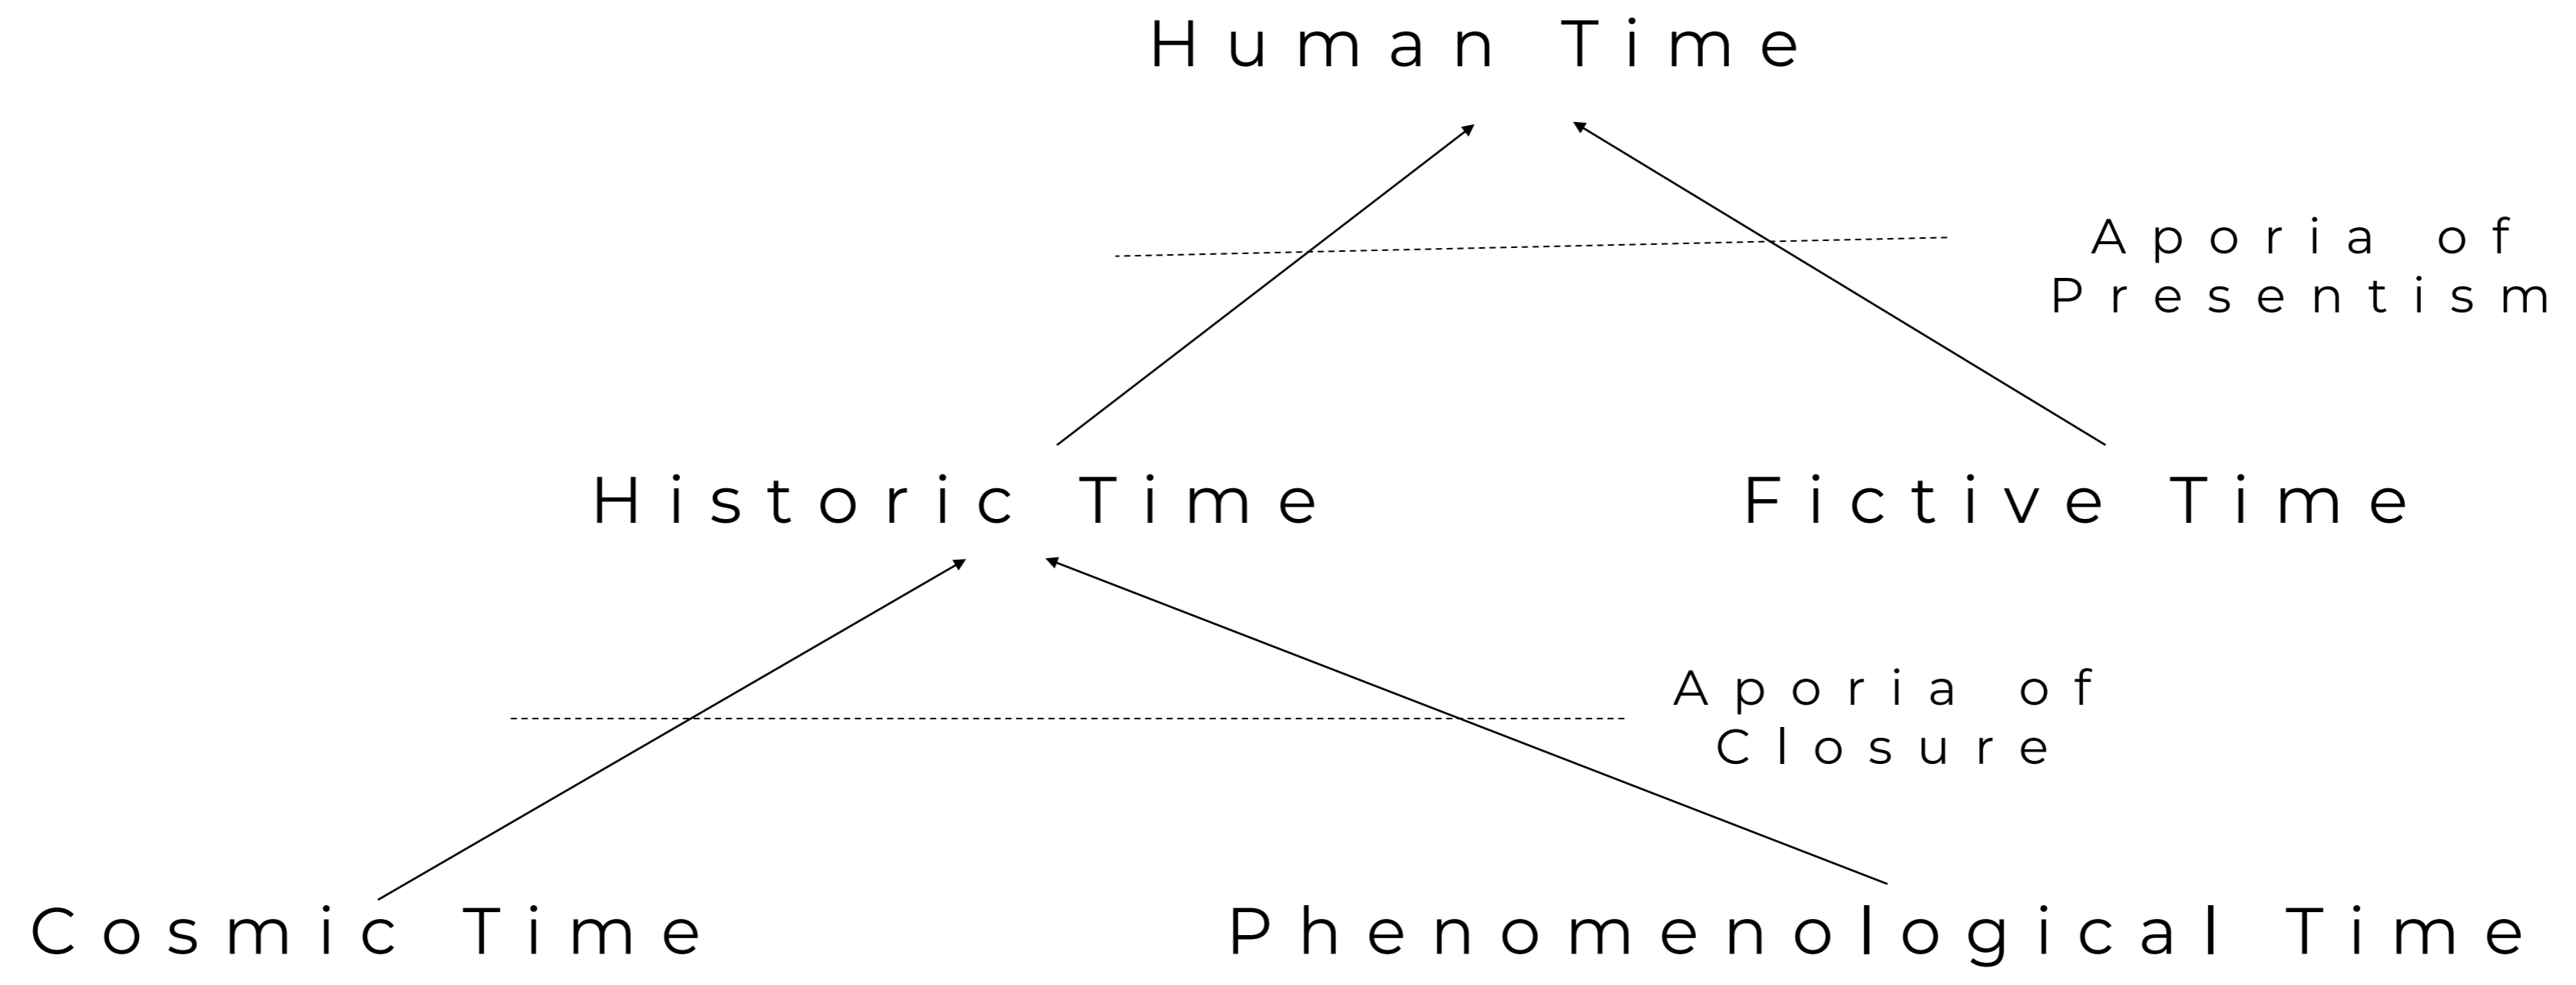 Human Time
Aporia of
Presentism
Historic Time
Fictive Time
Aporia of
Closure
Cosmic Time
Phenomenological Time